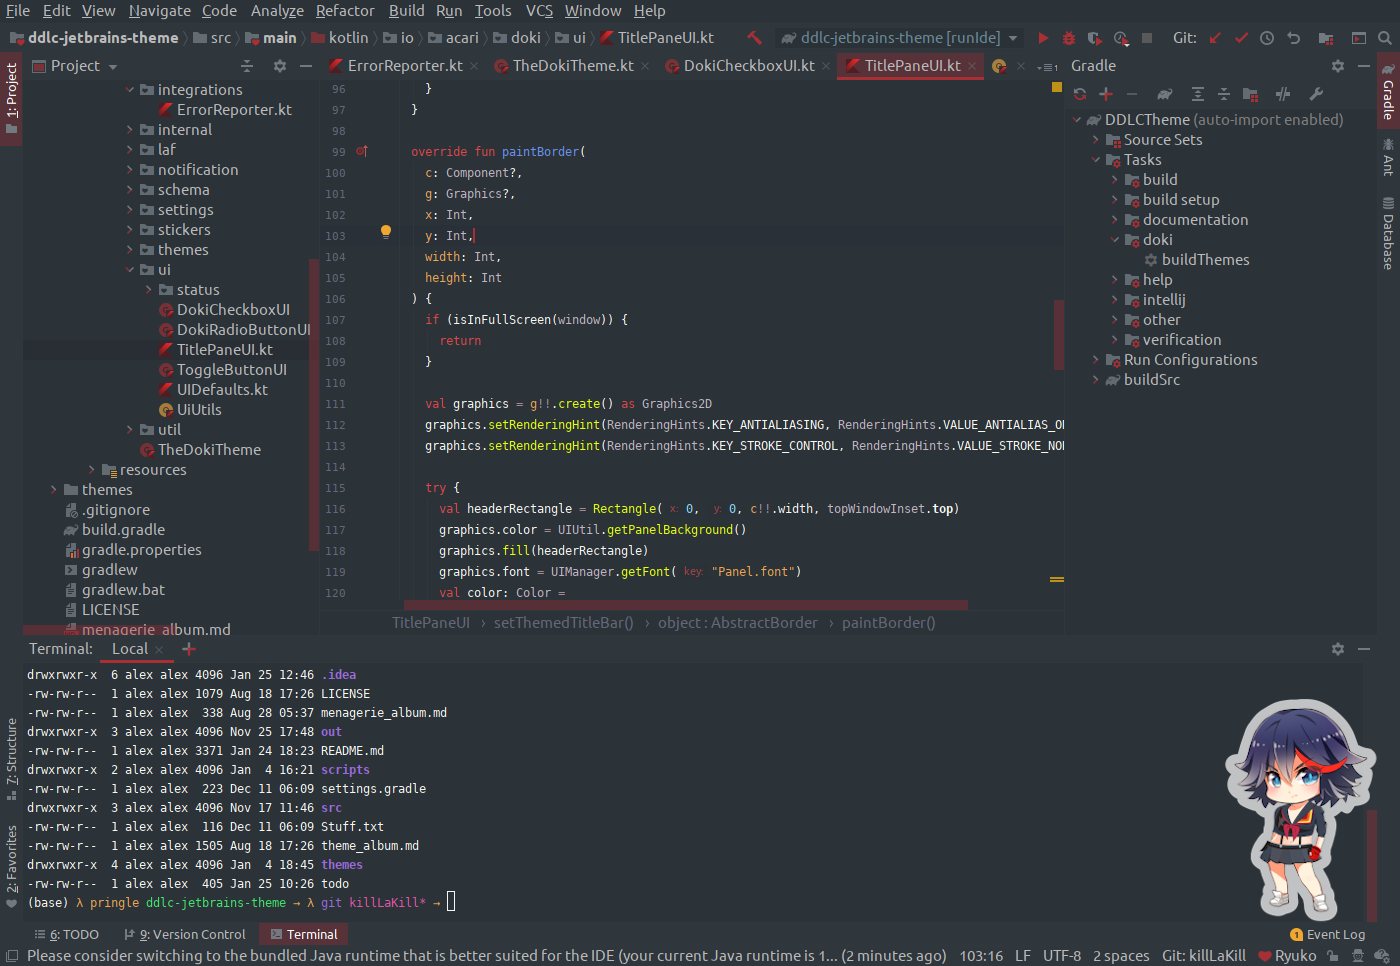 File Edit View Navigate Code Analyze Refactor Build Run Tools VCS Window Help
ddlc-jetbrains-theme src main kotlin io acari doki ui TitlePaneUI.kt ddlc-jetbrains-theme [runIde] Git:
Project ErrorReporter.kt TheDokiTheme.kt DokiCheckboxUI.kt TitlePaneUI.kt Gradle
1: Project
integrations
ErrorReporter.kt
internal
laf
notification
schema
settings
stickers
themes
ui
status
DokiCheckboxUI
DokiRadioButtonUI
TitlePaneUI.kt
ToggleButtonUI
UIDefaults.kt
UiUtils
util
TheDokiTheme
resources
themes
.gitignore
build.gradle
gradle.properties
gradlew
gradlew.bat
LICENSE
menagerie_album.md
96 }
97 }
98
99 override fun paintBorder(
100 c: Component?,
101 g: Graphics?,
102 x: Int,
103 y: Int,
104 width: Int,
105 height: Int
106 ) {
107 if (isInFullScreen(window)) {
108 return
109 }
110
111 val graphics = g!!.create() as Graphics2D
112 graphics.setRenderingHint(RenderingHints.KEY_ANTIALIASING, RenderingHints.VALUE_ANTIALIAS_O
113 graphics.setRenderingHint(RenderingHints.KEY_STROKE_CONTROL, RenderingHints.VALUE_STROKE_NO
114
115 try {
116 val headerRectangle = Rectangle( x: 0, y: 0, c!!.width, topWindowInset.top)
117 graphics.color = UIUtil.getPanelBackground()
118 graphics.fill(headerRectangle)
119 graphics.font = UIManager.getFont( key: "Panel.font")
120 val color: Color =
TitlePaneUI › setThemedTitleBar() › object : AbstractBorder › paintBorder()
DDLCTheme (auto-import enabled)
Source Sets
Tasks
build
build setup
documentation
doki
buildThemes
help
intellij
other
verification
Run Configurations
buildSrc
Gradle
Ant
Database
Terminal: Local
drwxrwxr-x 6 alex alex 4096 Jan 25 12:46 .idea
-rw-rw-r-- 1 alex alex 1079 Aug 18 17:26 LICENSE
-rw-rw-r-- 1 alex alex 338 Aug 28 05:37 menagerie_album.md
drwxrwxr-x 3 alex alex 4096 Nov 25 17:48 out
-rw-rw-r-- 1 alex alex 3371 Jan 24 18:23 README.md
drwxrwxr-x 2 alex alex 4096 Jan 4 16:21 scripts
-rw-rw-r-- 1 alex alex 223 Dec 11 06:09 settings.gradle
drwxrwxr-x 3 alex alex 4096 Nov 17 11:46 src
-rw-rw-r-- 1 alex alex 116 Dec 11 06:09 Stuff.txt
-rw-rw-r-- 1 alex alex 1505 Aug 18 17:26 theme_album.md
drwxrwxr-x 4 alex alex 4096 Jan 4 18:45 themes
-rw-rw-r-- 1 alex alex 405 Jan 25 10:26 todo
(base) λ pringle ddlc-jetbrains-theme → λ git killLaKill* →
7: Structure
2: Favorites
6: TODO 9: Version Control Terminal 1 Event Log
Please consider switching to the bundled Java runtime that is better suited for the IDE (your current Java runtime is 1... (2 minutes ago) 103:16 LF UTF-8 2 spaces Git: killLaKill Ryuko